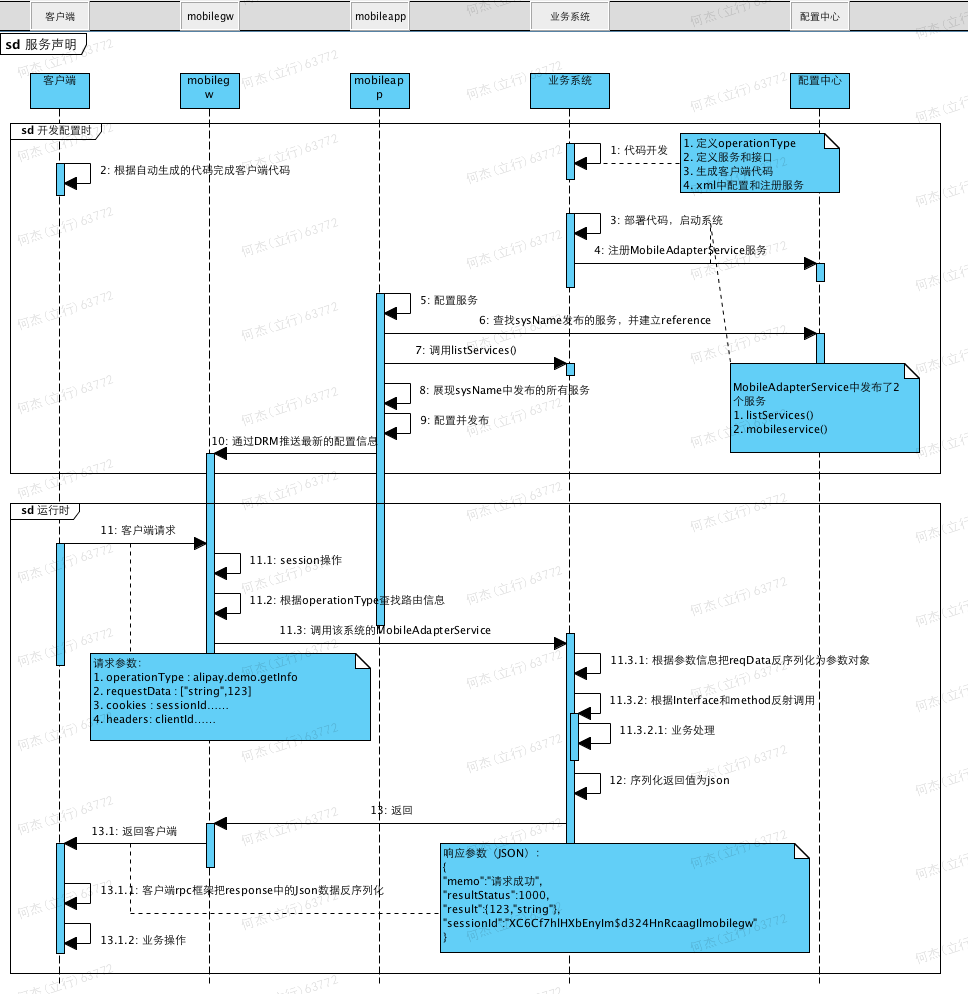 客户端
mobilegw
mobileapp
业务系统
配置中心
sd 服务声明
客户端
mobileg
w
mobileap
p
业务系统
配置中心
sd 开发配置时
1: 代码开发
1. 定义operationType
2. 定义服务和接口
3. 生成客户端代码
4. xml中配置和注册服务
2: 根据自动生成的代码完成客户端代码
3: 部署代码，启动系统
4: 注册MobileAdapterService服务
5: 配置服务
6: 查找sysName发布的服务，并建立reference
7: 调用listServices()
8: 展现sysName中发布的所有服务
9: 配置并发布
MobileAdapterService中发布了2
个服务
1. listServices()
2. mobileservice()
10: 通过DRM推送最新的配置信息
sd 运行时
11: 客户端请求
11.1: session操作
11.2: 根据operationType查找路由信息
11.3: 调用该系统的MobileAdapterService
请求参数：
1. operationType : alipay.demo.getInfo
2. requestData : ["string",123]
3. cookies : sessionId......
4. headers: clientId......
11.3.1: 根据参数信息把reqData反序列化为参数对象
11.3.2: 根据Interface和method反射调用
11.3.2.1: 业务处理
12: 序列化返回值为json
13: 返回
13.1: 返回客户端
13.1.1: 客户端rpc框架把response中的Json数据反序列化
13.1.2: 业务操作
响应参数（JSON）：
{
"memo":"请求成功",
"resultStatus":1000,
"result":{123,"string"},
}
何杰(立行)63772